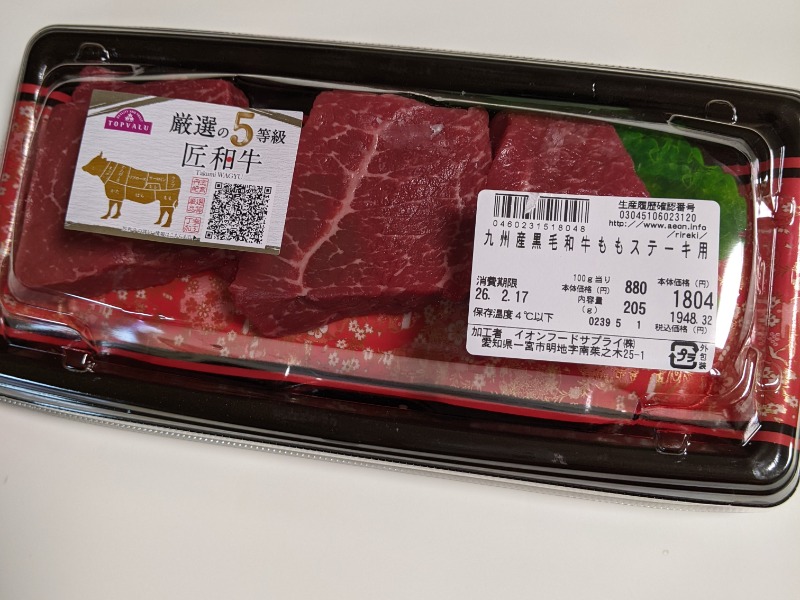 TOPVALU
厳選の5等級
匠和牛
Takumi WAGYU
生産履歴確認番号
03045106023120
http://www.aeon.info
/rireki/
0460231518048
九州産黒毛和牛ももステーキ用
消費期限
26. 2.17
保存温度4℃以下
100g当り
本体価格(円) 880
内容量
(g) 205
0239 5 1
本体価格(円)
1804
1948.32
税込価格(円)
加工者 イオンフードサプライ㈱
愛知県一宮市明地字南茱之木25-1
プラ
外包装